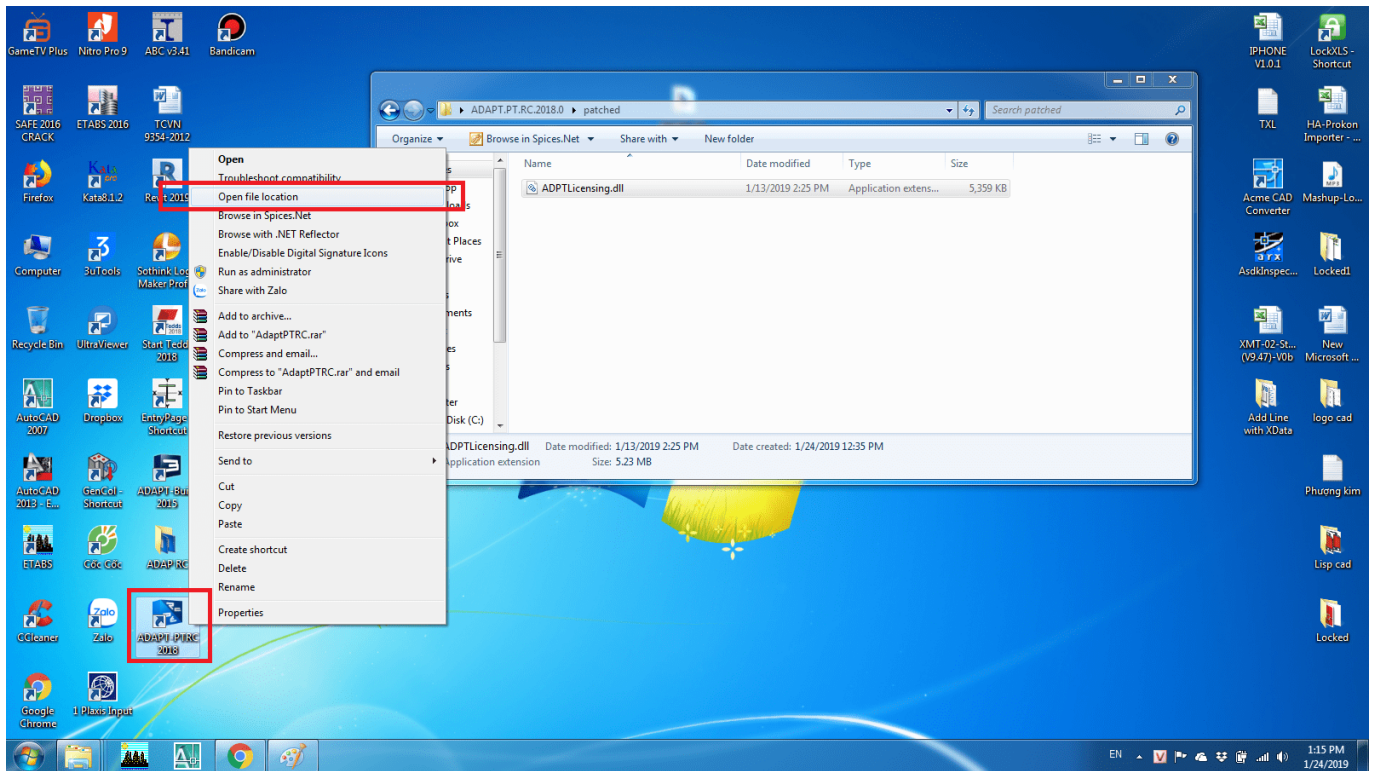 GameTV Plus
Nitro Pro 9
ABC v3.41
Bandicam
SAFE 2016
CRACK
ETABS 2016
TCVN
9354-2012
Firefox
Kata8.1.2
Revit 2019
Computer
3uTools
Sothink Log
Maker Prof
Recycle Bin
UltraViewer
Start Tedd
2018
AutoCAD
2007
Dropbox
EntryPage
Shortcut
AutoCAD
2013 - E...
GenCol -
Shortcut
ADAPT-Bui
2015
ETABS
Cốc Cốc
ADAP RC
CCleaner
Zalo
ADAPT-PTRC
2018
Google
Chrome
1 Plaxis Input
Open
Troubleshoot compatibility
Open file location
Browse in Spices.Net
Browse with .NET Reflector
Enable/Disable Digital Signature Icons
Run as administrator
Share with Zalo
Add to archive...
Add to "AdaptPTRC.rar"
Compress and email...
Compress to "AdaptPTRC.rar" and email
Pin to Taskbar
Pin to Start Menu
Restore previous versions
Send to
Cut
Copy
Paste
Create shortcut
Delete
Rename
Properties
ADAPT.PT.RC.2018.0 patched
Search patched
Organize
Browse in Spices.Net
Share with
New folder
Name
Date modified
Type
Size
ADPTLicensing.dll
1/13/2019 2:25 PM
Application extens...
5,359 KB
t Places
Disk (C:)
ADPTLicensing.dll
Date modified: 1/13/2019 2:25 PM
Date created: 1/24/2019 12:35 PM
Application extension
Size: 5.23 MB
IPHONE
V1.0.1
LockXLS -
Shortcut
TXL
HA-Prokon
Importer - ...
Acme CAD
Converter
Mashup-Lo...
AsdkInspec...
Locked1
XMT-02-St...
(V9.47)-V0b
New
Microsoft ...
Add Line
with XData
logo cad
Phượng kim
Lisp cad
Locked
EN
1:15 PM
1/24/2019